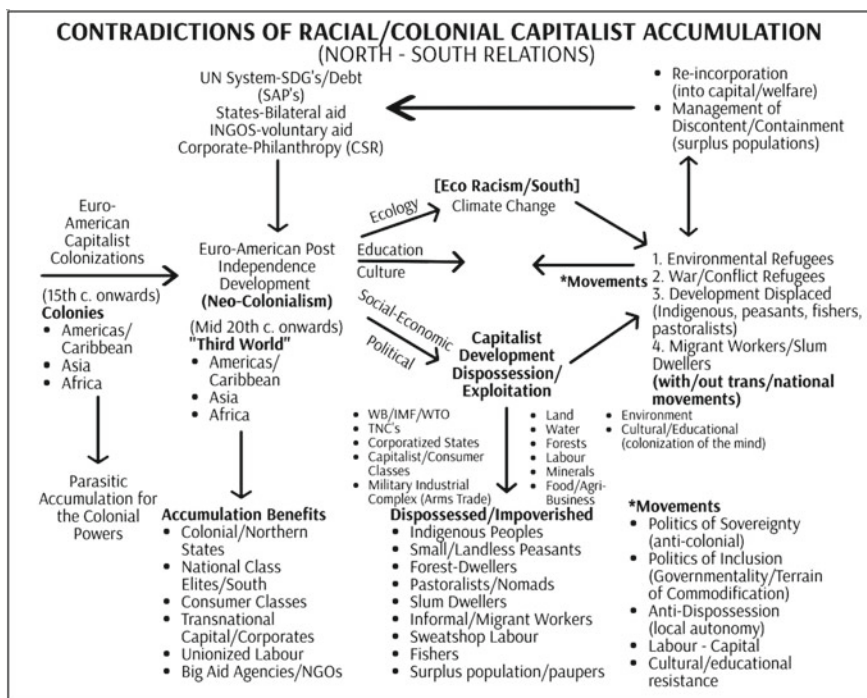 CONTRADICTIONS OF RACIAL/COLONIAL CAPITALIST ACCUMULATION
(NORTH - SOUTH RELATIONS)
UN System-SDG's/Debt
(SAP's)
States-Bilateral aid
INGOS-voluntary aid
Corporate-Philanthropy (CSR)
• Re-incorporation
(into capital/welfare)
• Management of
Discontent/Containment
(surplus populations)
Euro-
American
Capitalist
Colonizations
(15th c. onwards)
Colonies
• Americas/
Caribbean
• Asia
• Africa
Parasitic
Accumulation for
the Colonial
Powers
Euro-American Post
Independence
Development
(Neo-Colonialism)
(Mid 20th c. onwards)
"Third World"
• Americas/
Caribbean
• Asia
• Africa
Ecology
Education
Culture
Social-Economic
Political
[Eco Racism/South]
Climate Change
*Movements
1. Environmental Refugees
2. War/Conflict Refugees
3. Development Displaced
(Indigenous, peasants, fishers,
pastoralists)
4. Migrant Workers/Slum
Dwellers
(with/out trans/national
movements)
Capitalist
Development
Dispossession/
Exploitation
• WB/IMF/WTO
• TNC's
• Corporatized States
• Capitalist/Consumer
Classes
• Military Industrial
Complex (Arms Trade)
• Land
• Water
• Forests
• Labour
• Minerals
• Food/Agri-
Business
• Environment
• Cultural/Educational
(colonization of the mind)
Accumulation Benefits
• Colonial/Northern
States
• National Class
Elites/South
• Consumer Classes
• Transnational
Capital/Corporates
• Unionized Labour
• Big Aid Agencies/NGOs
Dispossessed/Impoverished
• Indigenous Peoples
• Small/Landless Peasants
• Forest-Dwellers
• Pastoralists/Nomads
• Slum Dwellers
• Informal/Migrant Workers
• Sweatshop Labour
• Fishers
• Surplus population/paupers
*Movements
• Politics of Sovereignty
(anti-colonial)
• Politics of Inclusion
(Governmentality/Terrain
of Commodification)
• Anti-Dispossession
(local autonomy)
• Labour - Capital
• Cultural/educational
resistance